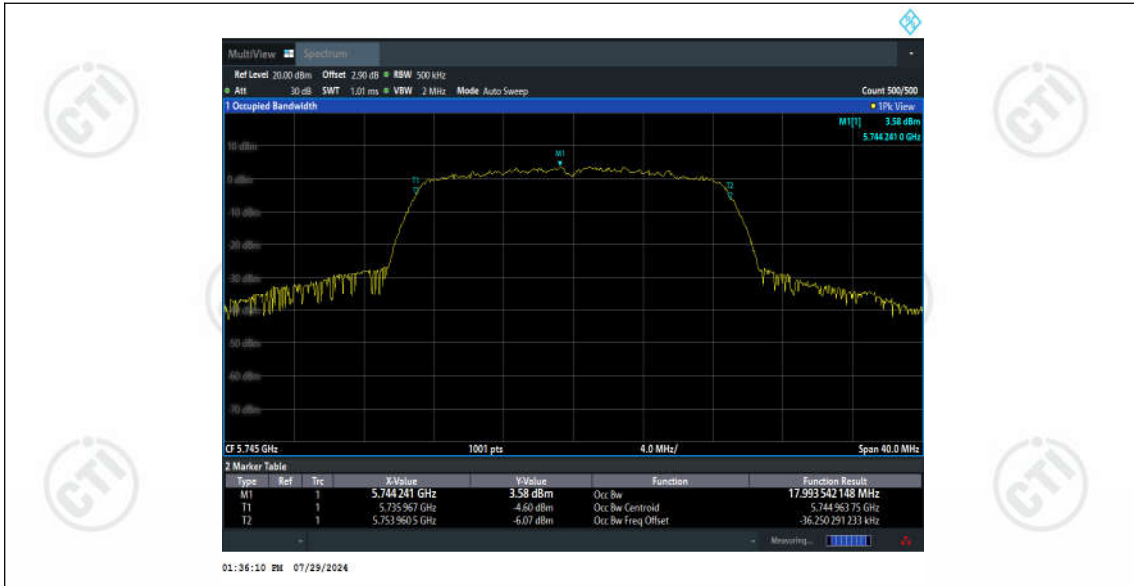 MultiView Spectrum
Ref Level 20.00 dBm Offset 2.90 dB RBW 500 kHz
Att 30 dB SWT 1.01 ms VBW 2 MHz Mode Auto Sweep Count 500/500
1 Occupied Bandwidth 1Pk View
M1[1] 3.58 dBm
5.744 241 0 GHz
10 dBm
M1
0 dBm
T1
T2
-10 dBm
-20 dBm
-30 dBm
-40 dBm
-50 dBm
-60 dBm
-70 dBm
CF 5.745 GHz 1001 pts 4.0 MHz/ Span 40.0 MHz
2 Marker Table
Type Ref Trc X-Value Y-Value Function Function Result
M1 1 5.744 241 GHz 3.58 dBm Occ Bw 17.993 542 148 MHz
T1 1 5.735 967 GHz -4.60 dBm Occ Bw Centroid 5.744 963 75 GHz
T2 1 5.753 960 5 GHz -6.07 dBm Occ Bw Freq Offset -36.250 291 233 kHz
Measuring...
01:36:10 PM 07/29/2024
CTI
CTI
CTI
CTI